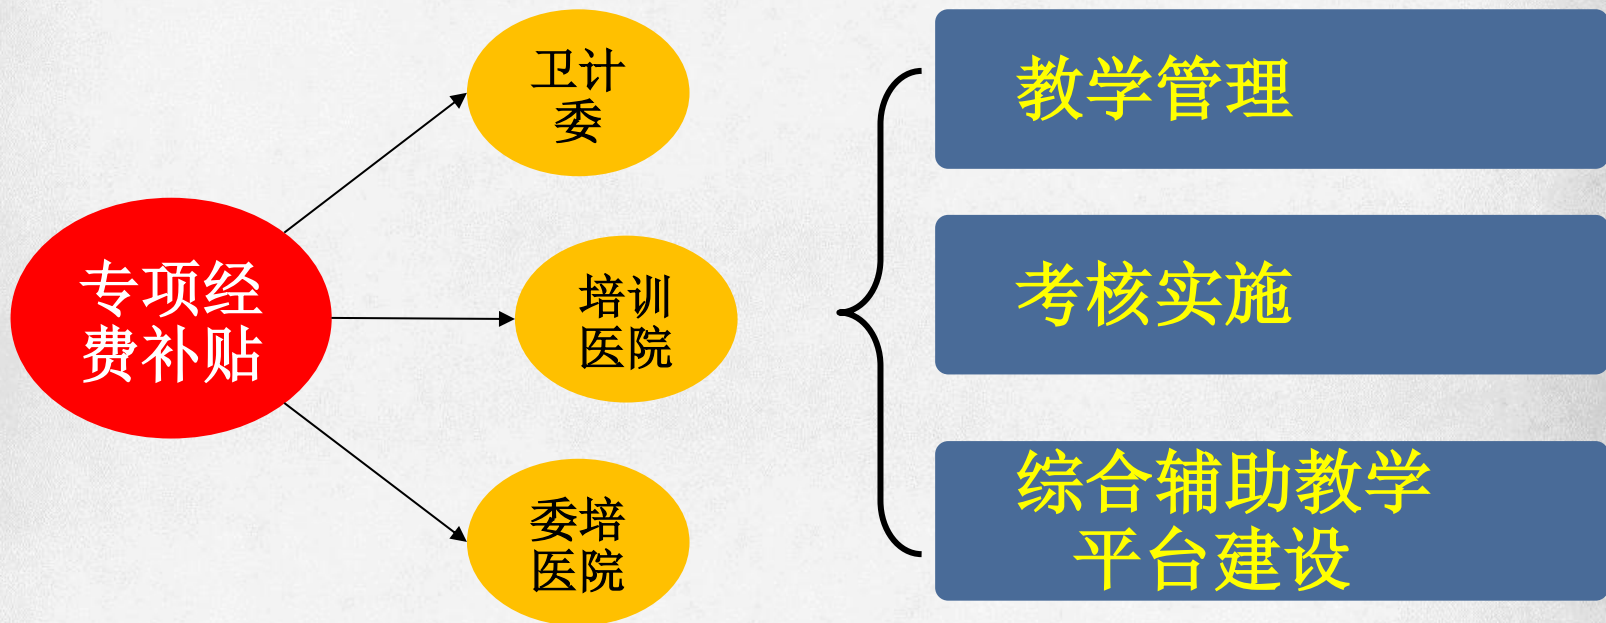 专项经
费补贴
卫计
委
培训
医院
委培
医院
教学管理
考核实施
综合辅助教学
平台建设